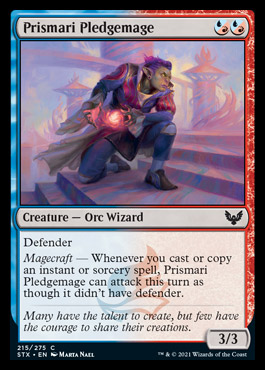 Prismari Pledgemage
Creature — Orc Wizard
Defender
Magecraft — Whenever you cast or copy
an instant or sorcery spell, Prismari
Pledgemage can attack this turn as
though it didn't have defender.
Many have the talent to create, but few have
the courage to share their creations.
3/3
215/275 C
STX • EN Marta Nael
™ & © 2021 Wizards of the Coast